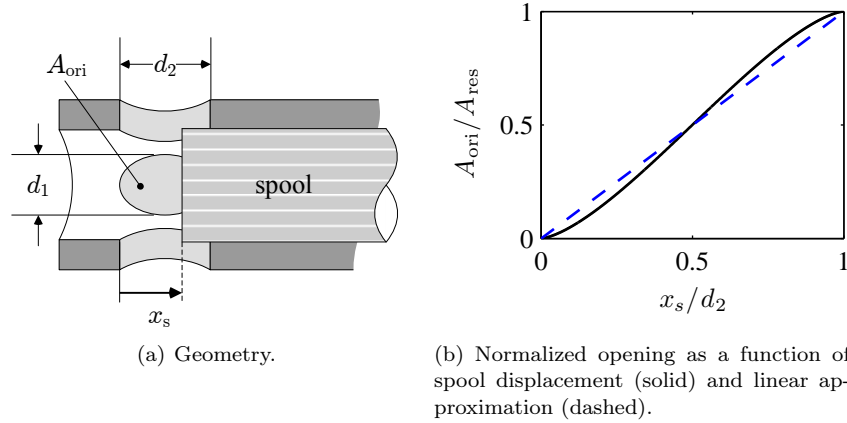 A_ori
d_2
d_1
spool
x_s
(a) Geometry.
A_ori/A_res
1
0.5
0
0
0.5
1
x_s/d_2
(b) Normalized opening as a function of
spool displacement (solid) and linear ap-
proximation (dashed).